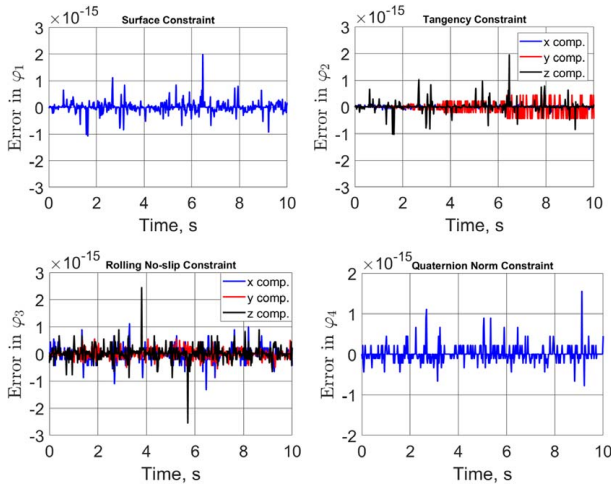 ×10⁻¹⁵ Surface Constraint
3
2
1
0
-1
-2
-3
Error in φ₁
0 2 4 6 8 10
Time, s
×10⁻¹⁵ Tangency Constraint
3
2
1
0
-1
-2
-3
Error in φ₂
x comp.
y comp.
z comp.
0 2 4 6 8 10
Time, s
×10⁻¹⁵ Rolling No-slip Constraint
3
2
1
0
-1
-2
-3
Error in φ₃
x comp.
y comp.
z comp.
0 2 4 6 8 10
Time, s
×10⁻¹⁵ Quaternion Norm Constraint
2
1
0
-1
-2
Error in φ₄
0 2 4 6 8 10
Time, s